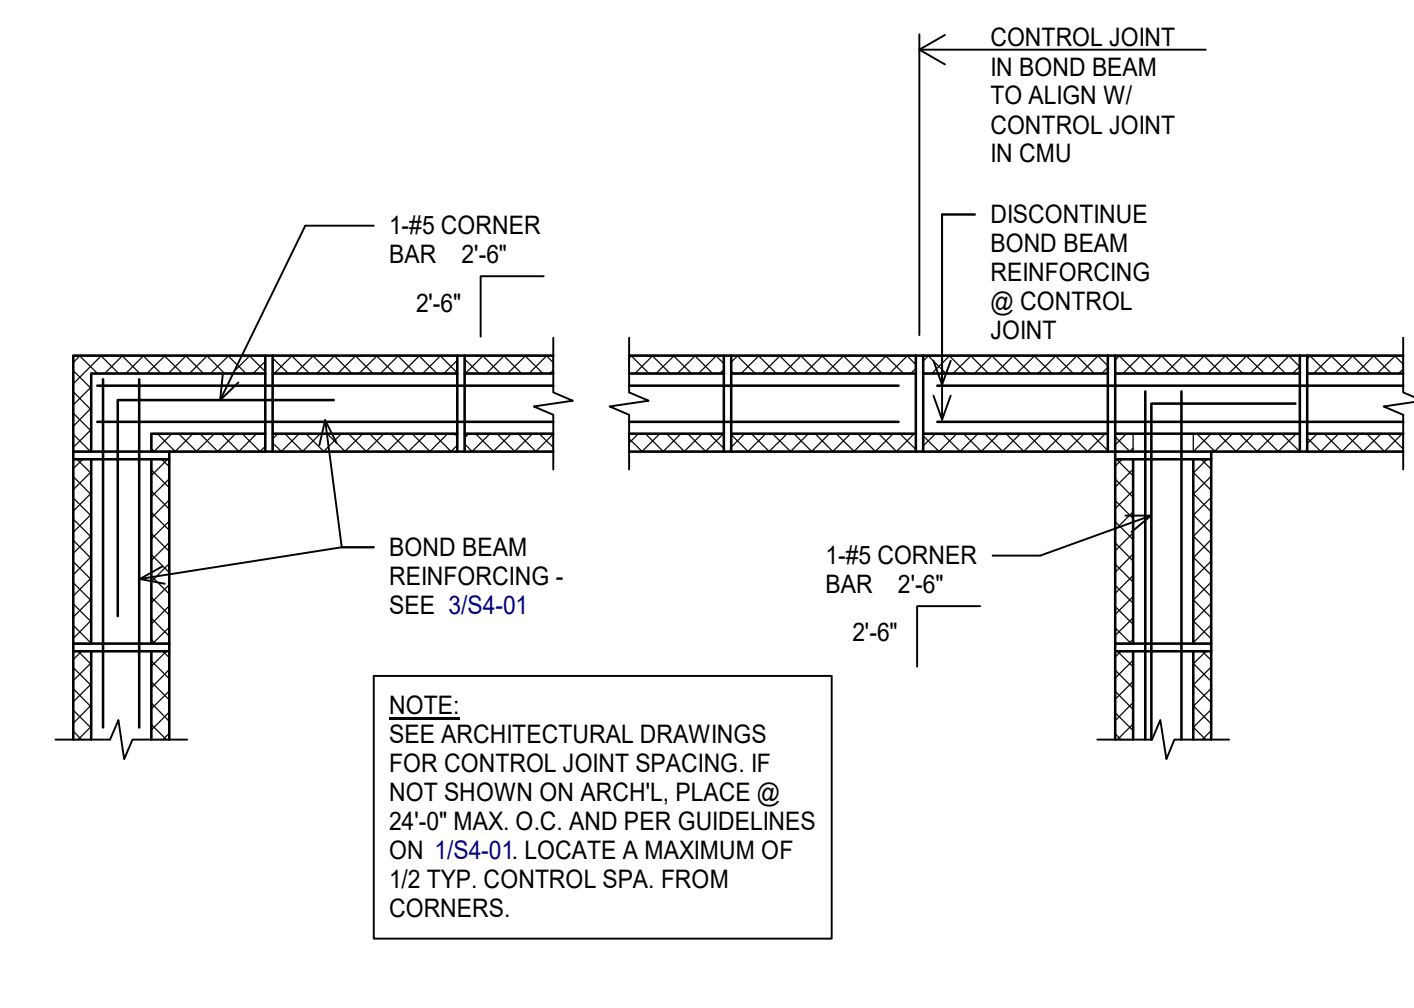 CONTROL JOINT
IN BOND BEAM
TO ALIGN W/
CONTROL JOINT
IN CMU
DISCONTINUE
BOND BEAM
REINFORCING
@ CONTROL
JOINT
1-#5 CORNER
BAR 2'-6"
2'-6"
BOND BEAM
REINFORCING -
SEE 3/S4-01
1-#5 CORNER
BAR 2'-6"
2'-6"
NOTE:
SEE ARCHITECTURAL DRAWINGS
FOR CONTROL JOINT SPACING. IF
NOT SHOWN ON ARCH'L, PLACE @
24'-0" MAX. O.C. AND PER GUIDELINES
ON 1/S4-01. LOCATE A MAXIMUM OF
1/2 TYP. CONTROL SPA. FROM
CORNERS.